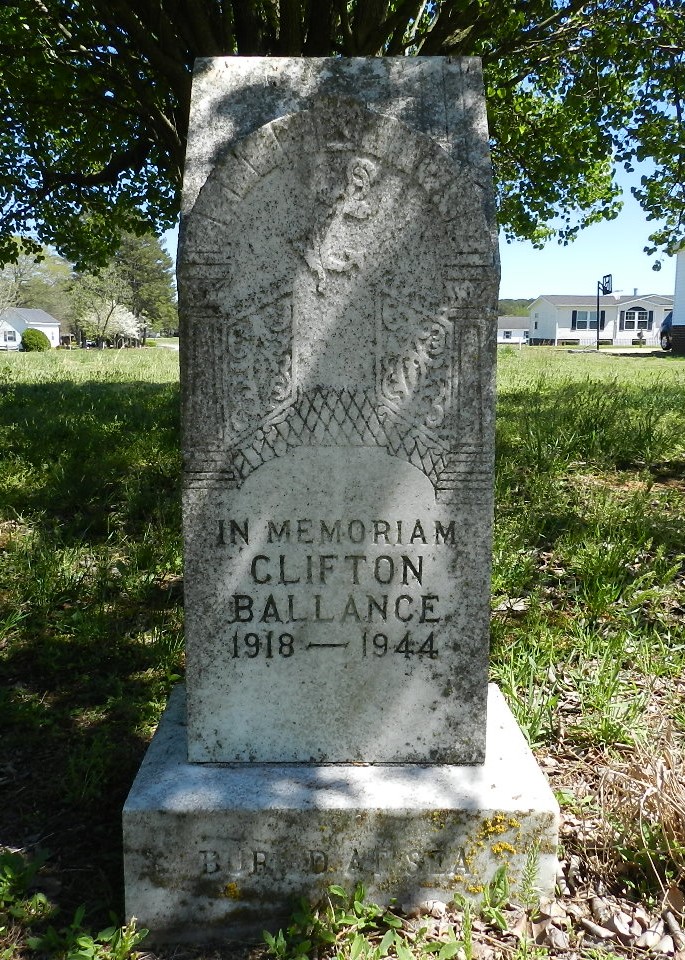 IN MEMORIAM
CLIFTON
BALLANCE
1918 — 1944
BURIED AT SEA